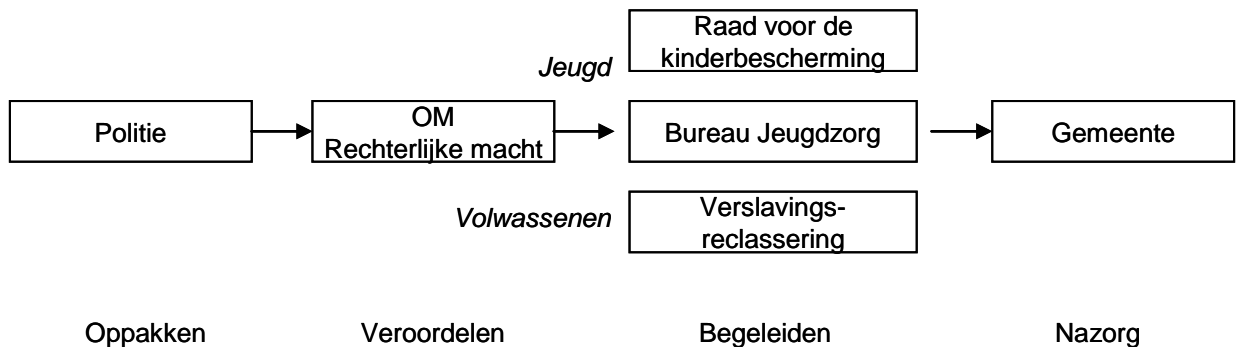 Raad voor de
kinderbescherming
Jeugd
Politie
OM
Rechterlijke macht
Bureau Jeugdzorg
Gemeente
Volwassenen
Verslavings-
reclassering
Oppakken
Veroordelen
Begeleiden
Nazorg